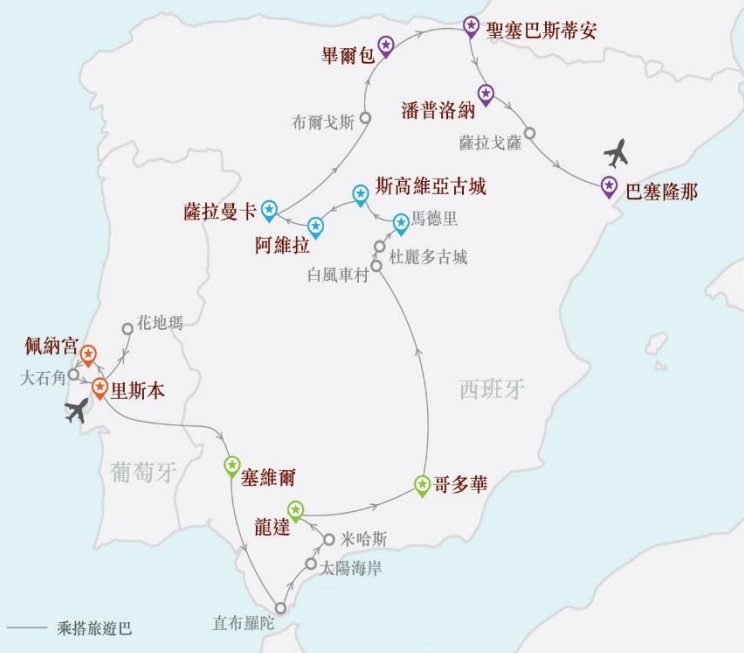 聖塞巴斯蒂安
畢爾包
潘普洛納
布爾戈斯
薩拉戈薩
巴塞隆那
斯高維亞古城
薩拉曼卡
馬德里
阿維拉
杜麗多古城
白風車村
花地瑪
佩納宮
大石角
里斯本
西班牙
葡萄牙
塞維爾
哥多華
龍達
米哈斯
太陽海岸
直布羅陀
乘搭旅遊巴